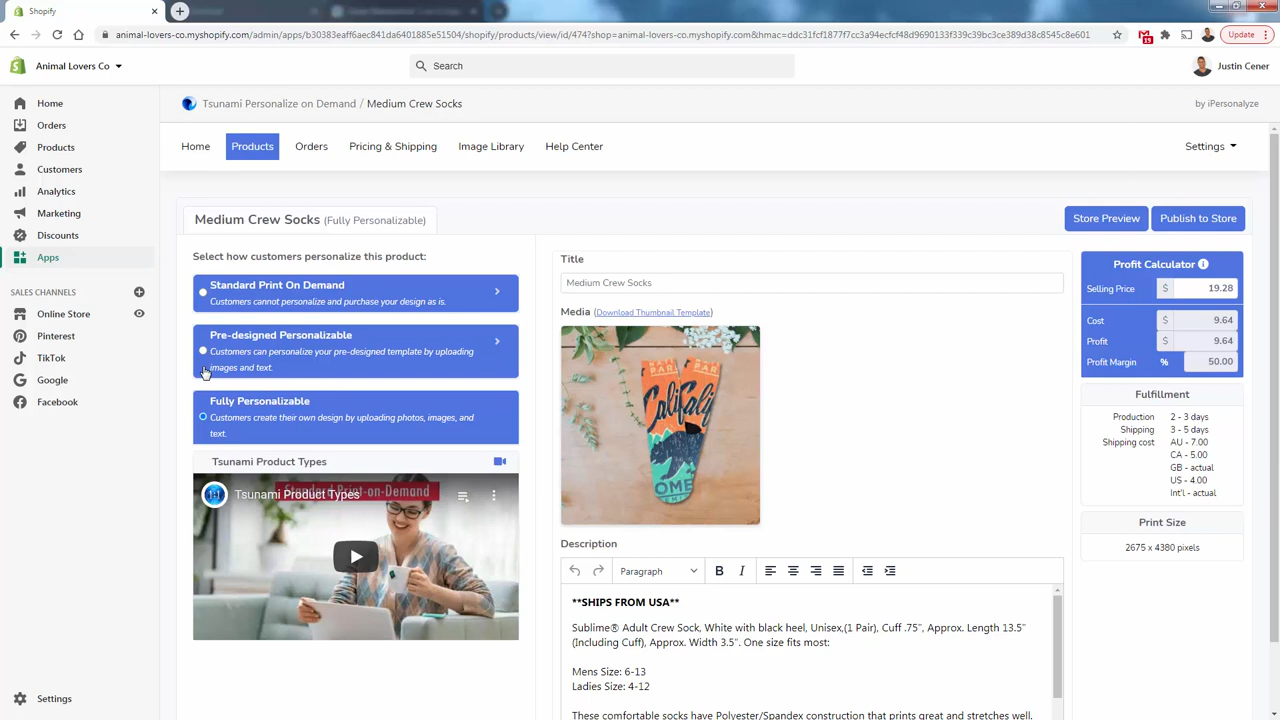 Shopify
animal-lovers-co.myshopify.com/admin/apps/b30383eaff6aec841da6401885e51504/shopify/products/view/id/474?shop=animal-lovers-co.myshopify.com&hmac=ddc31fcf1877f7cc3a94ecfcf48d9690133f339c39bc3ce389d38c8545c8e601
19
Update
Animal Lovers Co
Search
Justin Cener
Home
Orders
Products
Customers
Analytics
Marketing
Discounts
Apps
SALES CHANNELS
Online Store
Pinterest
TikTok
Google
Facebook
Settings
Tsunami Personalize on Demand / Medium Crew Socks
by iPersonalyze
Home
Products
Orders
Pricing & Shipping
Image Library
Help Center
Settings
Medium Crew Socks (Fully Personalizable)
Store Preview
Publish to Store
Select how customers personalize this product:
Standard Print On Demand
Customers cannot personalize and purchase your design as is.
Pre-designed Personalizable
Customers can personalize your pre-designed template by uploading
images and text.
Fully Personalizable
Customers create their own design by uploading photos, images, and
text.
Tsunami Product Types
Standard Print-on-Demand
Tsunami Product Types
Title
Medium Crew Socks
Media (Download Thumbnail Template)
Description
Paragraph
B
I
**SHIPS FROM USA**
Sublime® Adult Crew Sock, White with black heel, Unisex,(1 Pair), Cuff .75", Approx. Length 13.5"
(Including Cuff), Approx. Width 3.5". One size fits most:
Mens Size: 6-13
Ladies Size: 4-12
These comfortable socks have Polyester/Spandex construction that prints great and stretches well.
Profit Calculator
Selling Price $ 19.28
Cost $ 9.64
Profit $ 9.64
Profit Margin % 50.00
Fulfillment
Production 2 - 3 days
Shipping 3 - 5 days
Shipping cost AU - 7.00
CA - 5.00
GB - actual
US - 4.00
Int'l - actual
Print Size
2675 x 4380 pixels